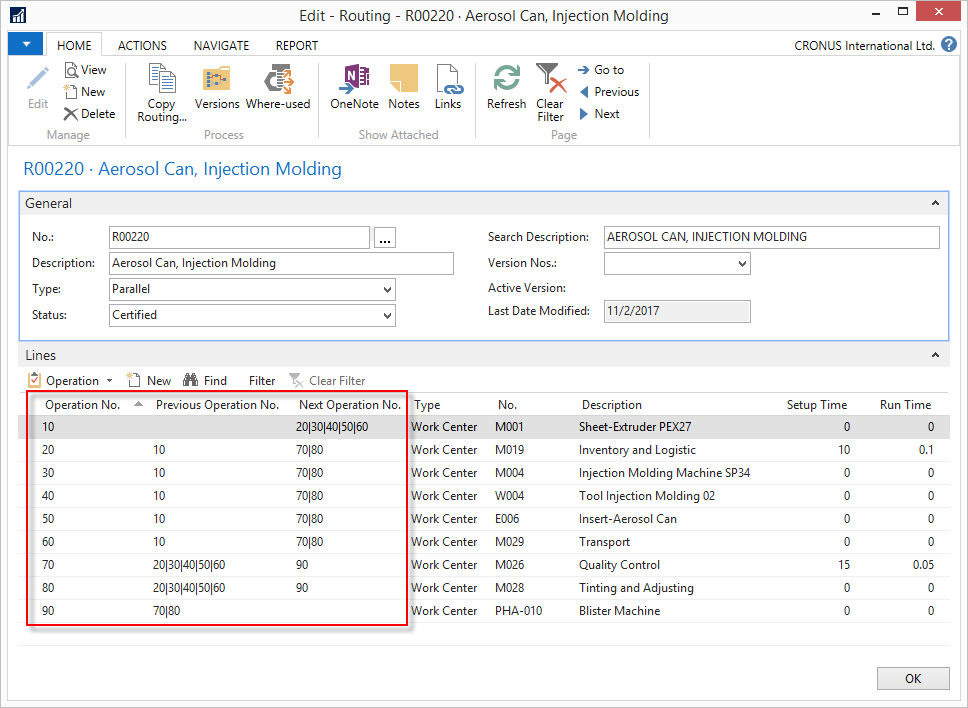 Edit - Routing - R00220 · Aerosol Can, Injection Molding
HOME ACTIONS NAVIGATE REPORT CRONUS International Ltd. ?
Edit
View
New
Delete
Manage
Copy Routing...
Versions
Where-used
Process
OneNote
Notes
Links
Show Attached
Refresh
Clear Filter
Go to
Previous
Next
Page
R00220 · Aerosol Can, Injection Molding
General
No.: R00220 ...
Description: Aerosol Can, Injection Molding
Type: Parallel
Status: Certified
Search Description: AEROSOL CAN, INJECTION MOLDING
Version Nos.:
Active Version:
Last Date Modified: 11/2/2017
Lines
Operation New Find Filter Clear Filter
Operation No. Previous Operation No. Next Operation No. Type No. Description Setup Time Run Time
10 20|30|40|50|60 Work Center M001 Sheet-Extruder PEX27 0 0
20 10 70|80 Work Center M019 Inventory and Logistic 10 0.1
30 10 70|80 Work Center M004 Injection Molding Machine SP34 0 0
40 10 70|80 Work Center W004 Tool Injection Molding 02 0 0
50 10 70|80 Work Center E006 Insert-Aerosol Can 0 0
60 10 70|80 Work Center M029 Transport 0 0
70 20|30|40|50|60 90 Work Center M026 Quality Control 15 0.05
80 20|30|40|50|60 90 Work Center M028 Tinting and Adjusting 0 0
90 70|80 Work Center PHA-010 Blister Machine 0 0
OK